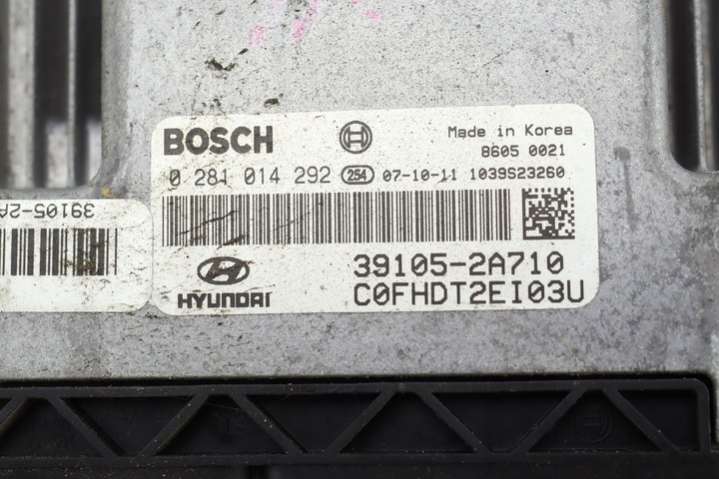 BOSCH
Made in Korea
8605 0021
0 281 014 292 254 07-10-11 1039S23260
39105-2A
39105-2A710
HYUNDAI
C0FHDT2EI03U